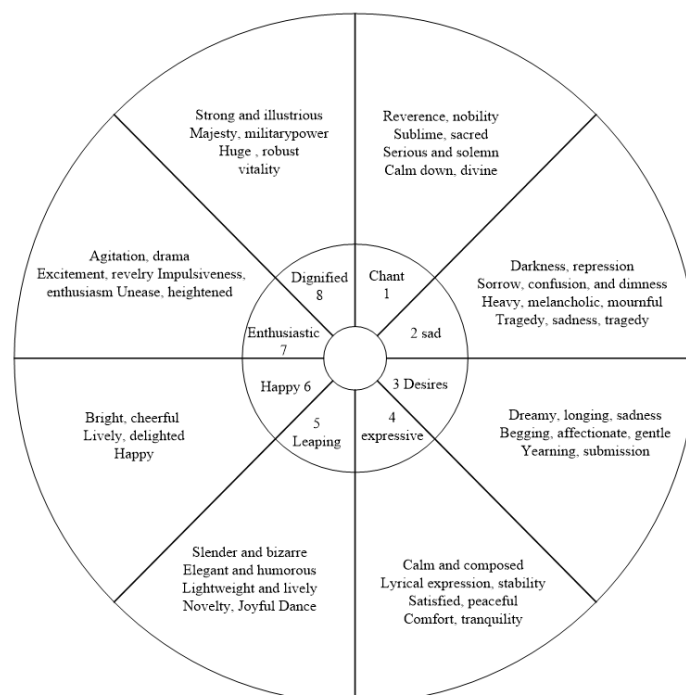 Strong and illustrious
Majesty, militarypower
Huge , robust
vitality
Reverence, nobility
Sublime, sacred
Serious and solemn
Calm down, divine
Agitation, drama
Excitement, revelry Impulsiveness,
enthusiasm Unease, heightened
Darkness, repression
Sorrow, confusion, and dimness
Heavy, melancholic, mournful
Tragedy, sadness, tragedy
Dignified
8
Chant
1
Enthusiastic
7
2 sad
Happy 6
3 Desires
5
Leaping
4
expressive
Bright, cheerful
Lively, delighted
Happy
Dreamy, longing, sadness
Begging, affectionate, gentle
Yearning, submission
Slender and bizarre
Elegant and humorous
Lightweight and lively
Novelty, Joyful Dance
Calm and composed
Lyrical expression, stability
Satisfied, peaceful
Comfort, tranquility